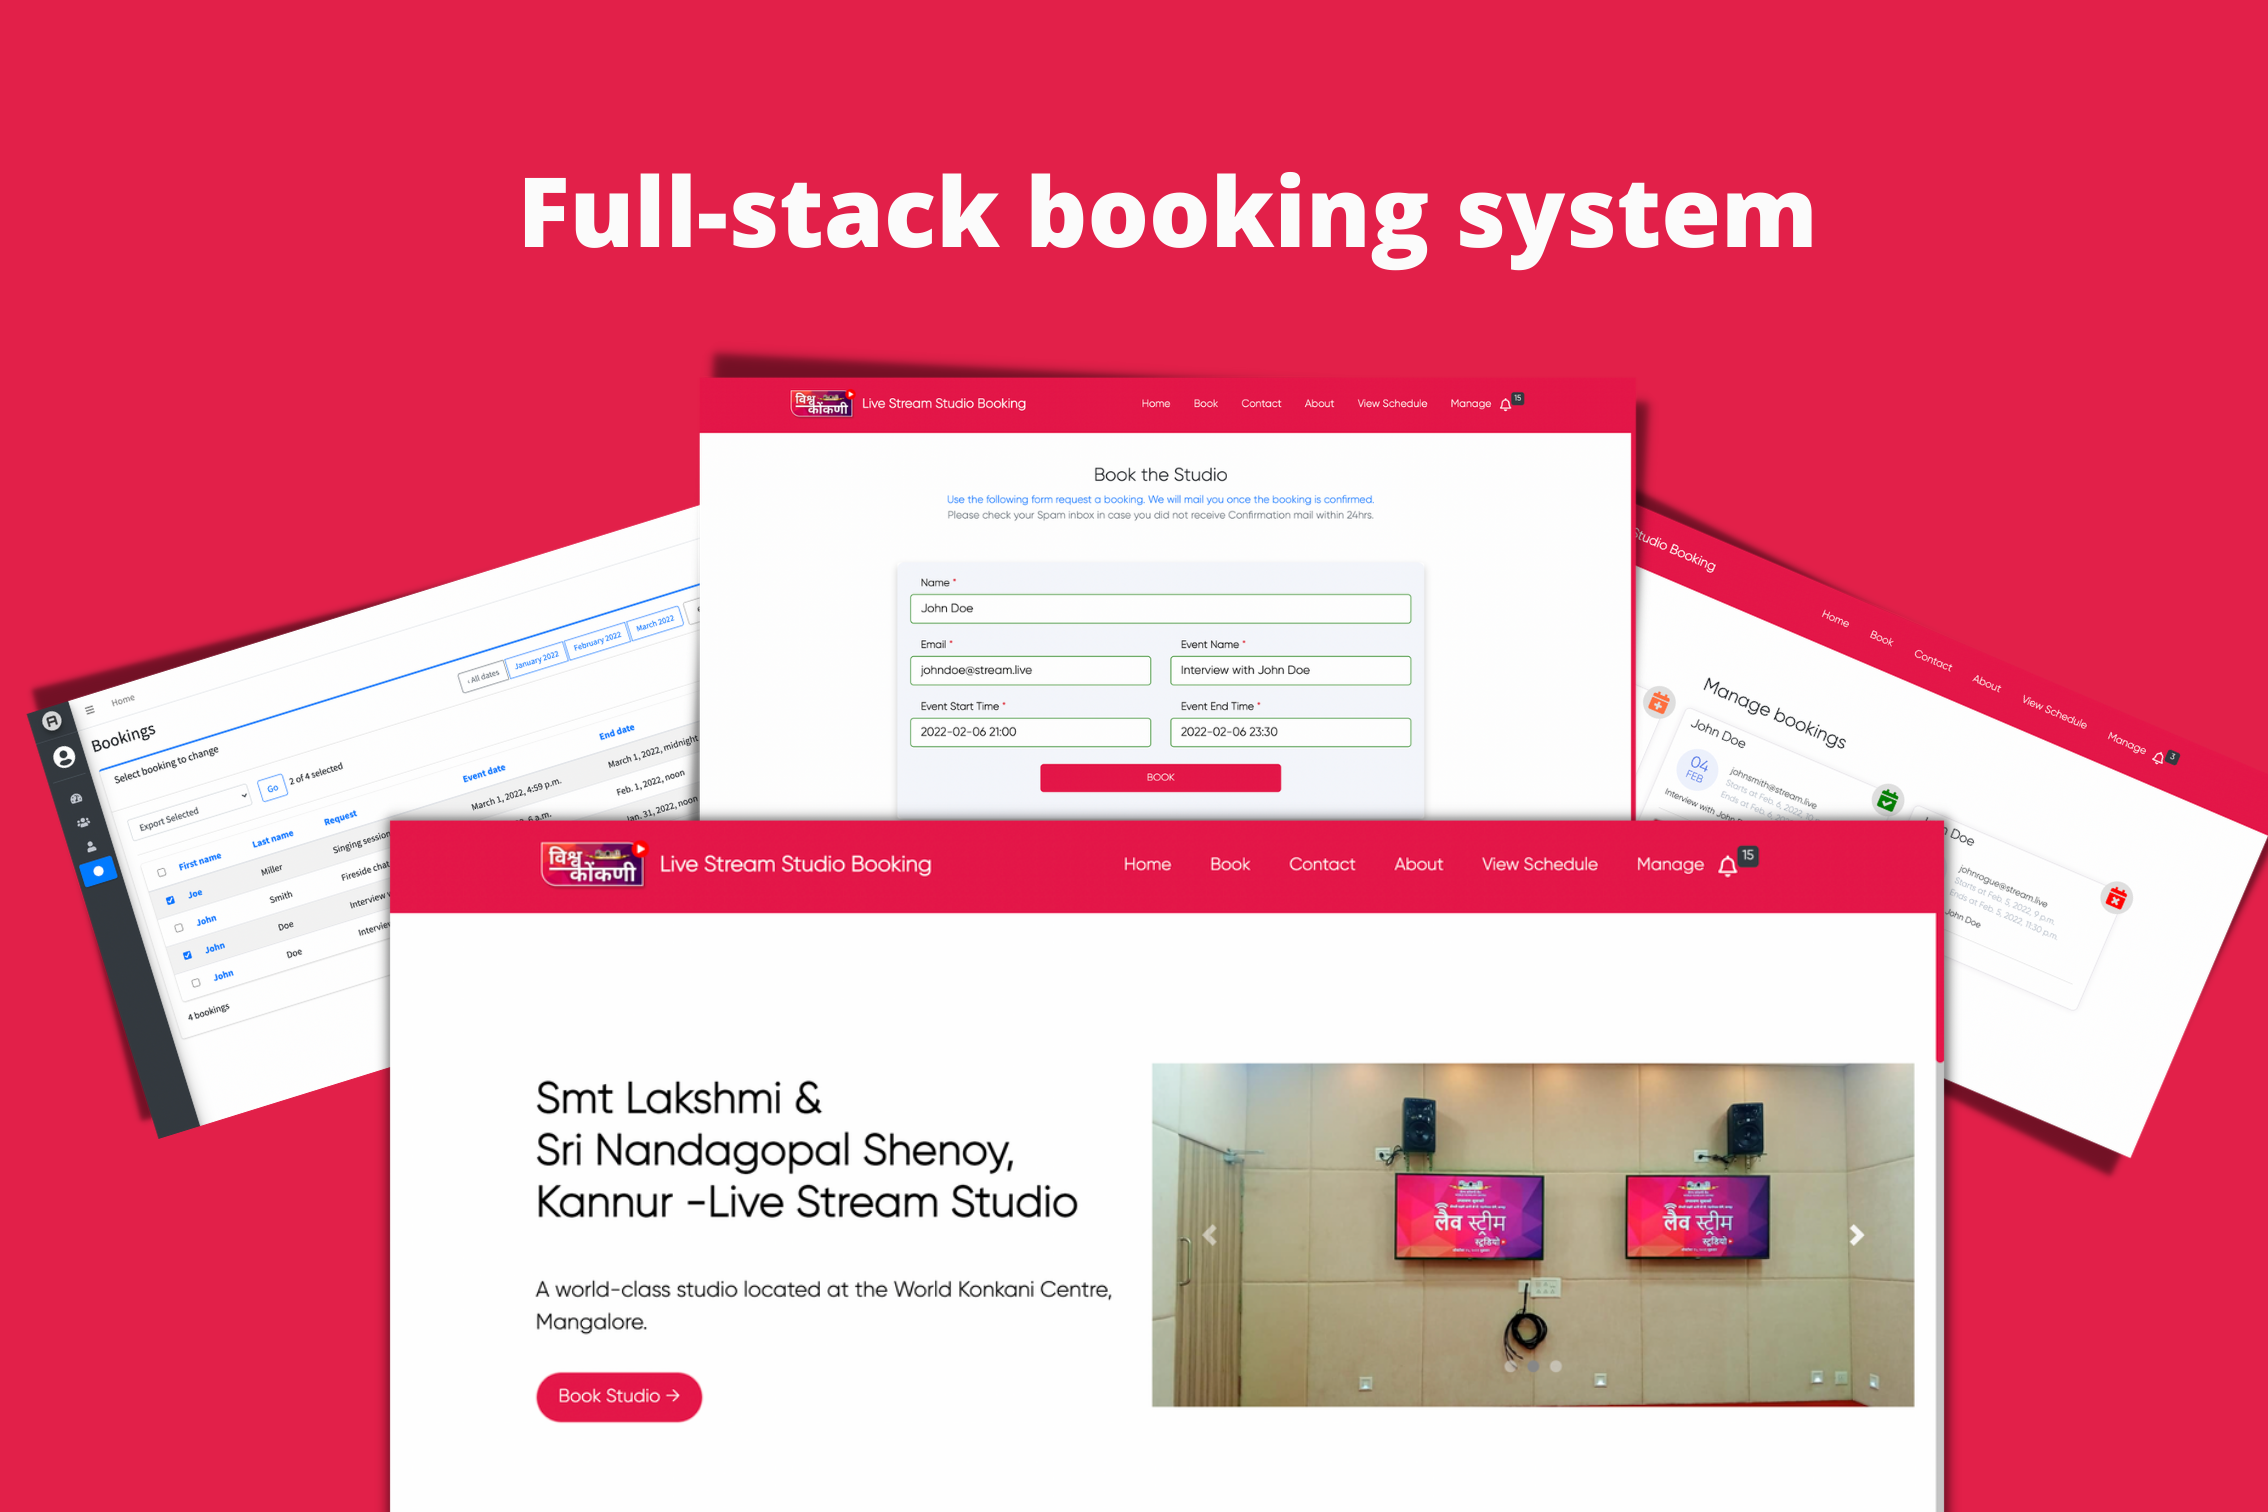 Full-stack booking system
विश्व
कोंकणी
Live Stream Studio Booking
Home Book Contact About View Schedule Manage 15
Book the Studio
Use the following form request a booking. We will mail you once the booking is confirmed.
Please check your Spam inbox in case you did not receive Confirmation mail within 24hrs.
Name *
John Doe
Email * Event Name *
johndoe@stream.live Interview with John Doe
Event Start Time * Event End Time *
2022-02-06 21:00 2022-02-06 23:30
BOOK
Home
Bookings
Select booking to change
‹ All dates January 2022 February 2022 March 2022
Export Selected Go 2 of 4 selected
First name Last name Request Event date End date
Joe Miller Singing session March 1, 2022, 4:59 p.m. March 1, 2022, midnight
John Smith Fireside chat 6 a.m. Feb. 1, 2022, noon
John Doe Interview Jan. 31, 2022, noon
John Doe
4 bookings
Studio Booking
Home Book Contact About View Schedule Manage 3
Manage bookings
John Doe
04
FEB
johnsmith@stream.live
Starts at Feb. 6, 2022,
Ends at Feb. 6,
Interview with John
Doe
johnrogue@stream.live
Starts at Feb. 5, 2022, 9 p.m.
Ends at Feb. 5, 2022, 11:30 p.m.
John Doe
विश्व
कोंकणी
Live Stream Studio Booking
Home Book Contact About View Schedule Manage 15
Smt Lakshmi &
Sri Nandagopal Shenoy,
Kannur -Live Stream Studio
A world-class studio located at the World Konkani Centre,
Mangalore.
Book Studio →
लैव स्ट्रीम
स्टूडियो
लैव स्ट्रीम
स्टूडियो